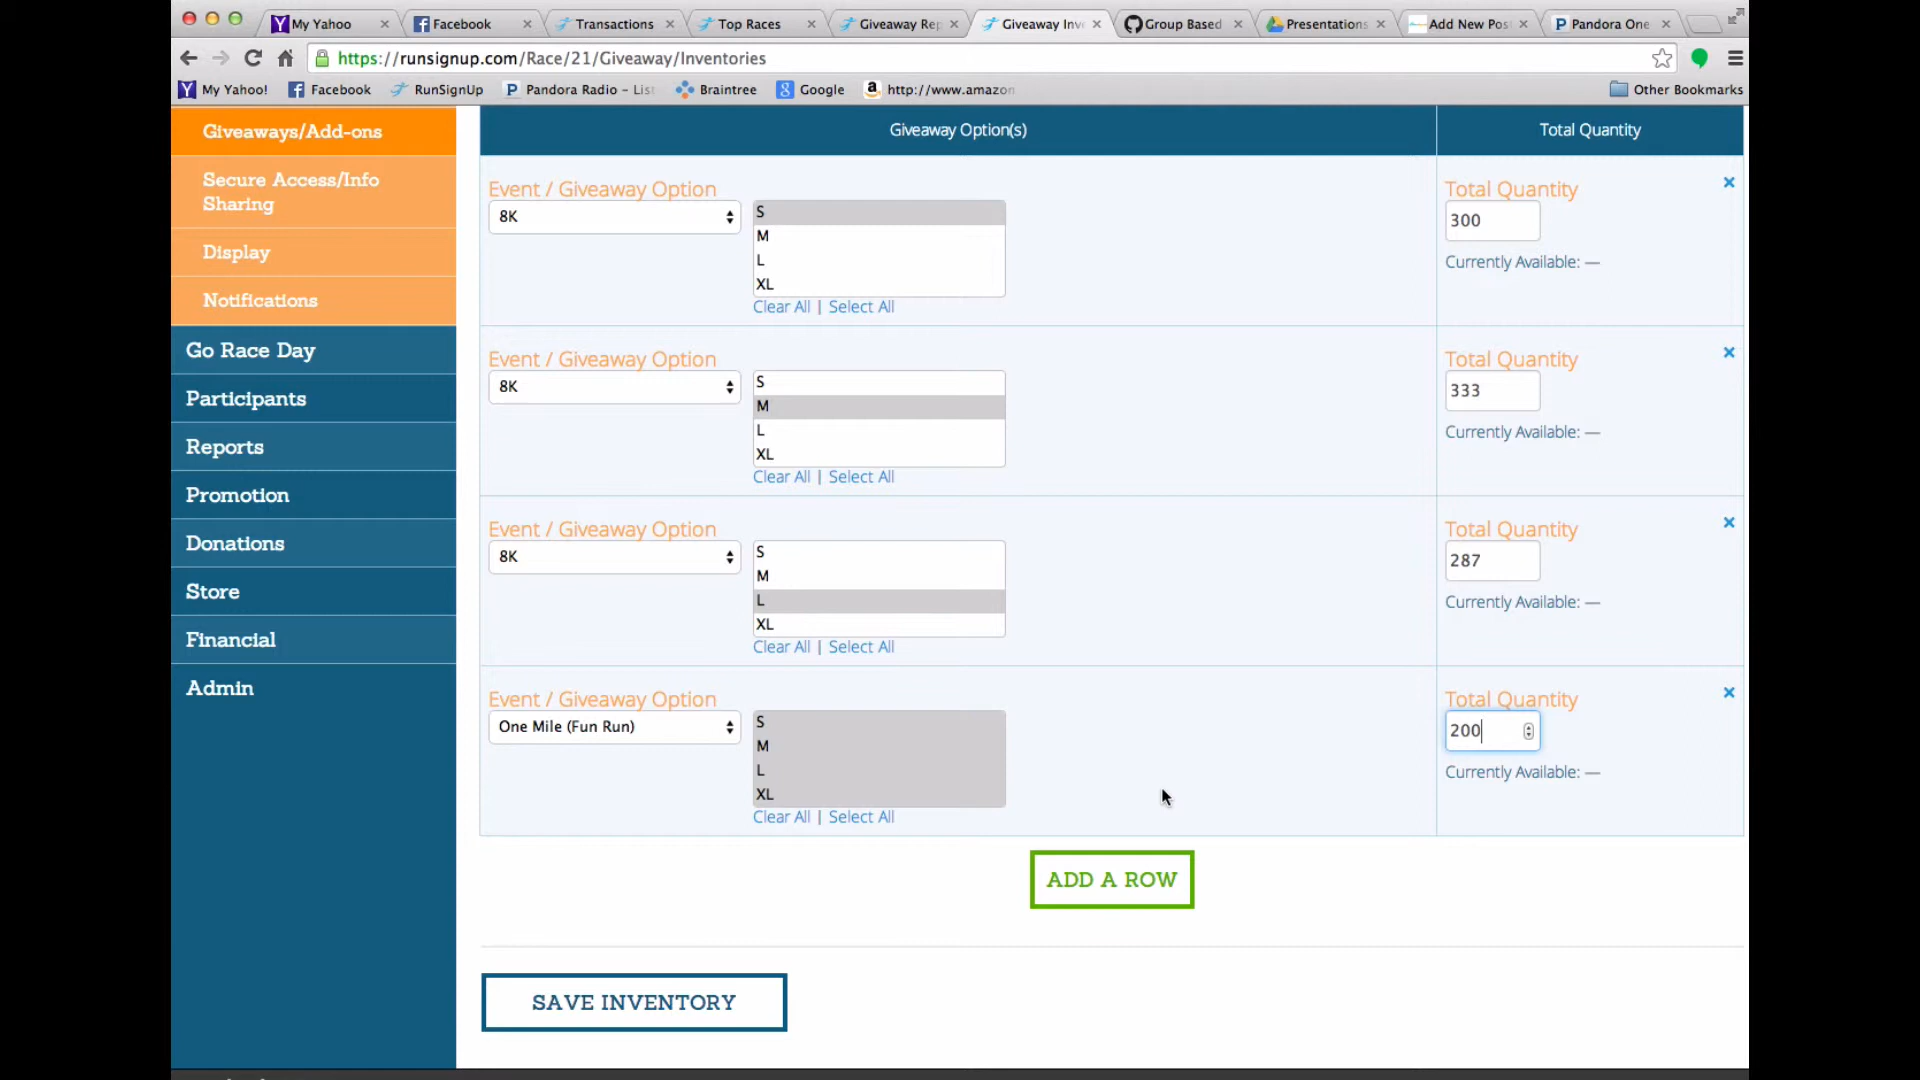 My Yahoo
Facebook
Transactions
Top Races
Giveaway Rep
Giveaway Inv
Group Based
Presentations
Add New Pos
Pandora One
https://runsignup.com/Race/21/Giveaway/Inventories
My Yahoo!
Facebook
RunSignUp
Pandora Radio - List
Braintree
Google
http://www.amazon
Other Bookmarks
Giveaways/Add-ons
Secure Access/Info
Sharing
Display
Notifications
Go Race Day
Participants
Reports
Promotion
Donations
Store
Financial
Admin
Giveaway Option(s)
Total Quantity
Event / Giveaway Option
8K
S
M
L
XL
Clear All | Select All
Total Quantity
300
Currently Available: —
Event / Giveaway Option
8K
S
M
L
XL
Clear All | Select All
Total Quantity
333
Currently Available: —
Event / Giveaway Option
8K
S
M
L
XL
Clear All | Select All
Total Quantity
287
Currently Available: —
Event / Giveaway Option
One Mile (Fun Run)
S
M
L
XL
Clear All | Select All
Total Quantity
200
Currently Available: —
ADD A ROW
SAVE INVENTORY